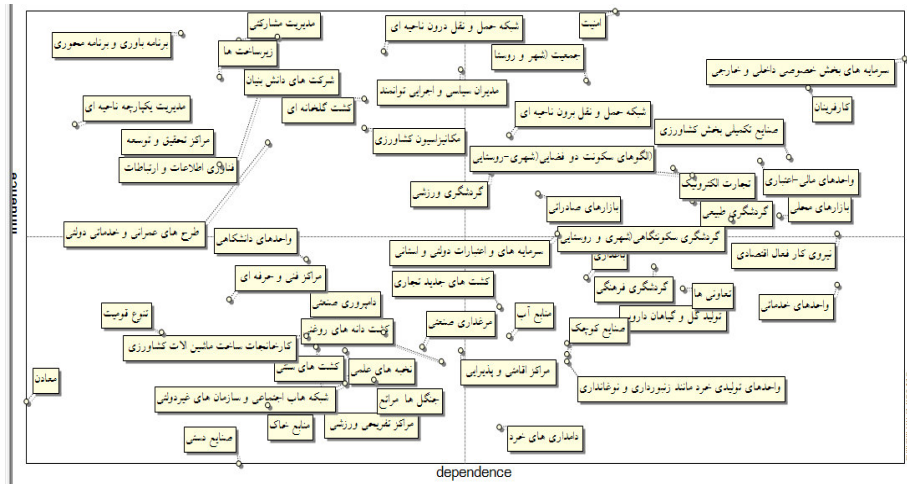 مدیریت مشارکتی
شبکه حمل و نقل درون ناحیه ای
امنیت
برنامه باوری و برنامه محوری
زیرساخت ها
جمعیت (شهر و روستا
سرمایه های بخش خصوصی داخلی و خارجی
شرکت های دانش بنیان
مدیران سیاسی و اجرایی توانمند
مدیریت یکپارچه ناحیه ای
کشت گلخانه ای
شبکه حمل و نقل برون ناحیه ای
کارفرینان
مراکز تحقیق و توسعه
مکانیزاسیون کشاورزی
صنایع تکمیلی بخش کشاورزی
فناوری اطلاعات و ارتباطات
(الگوهای سکونت دو فضایی(شهری-روستایی
گردشگری ورزشی
تجارت الکترونیک
واحدهای مالی-اعتباری
بازارهای صادراتی
گردشگری طبیعی
بازارهای محلی
influence
طرح های عمرانی و خدماتی دولتی
واحدهای دانشگاهی
سرمایه های و اعتبارات دولتی و استانی
گردشگری سکونتگاهی(شهری و روستایی
نیروی کار فعال اقتصادی
باغداری
مراکز فنی و حرفه ای
کشت های جدید تجاری
گردشگری فرهنگی
تعاونی ها
واحدهای خدماتی
تنوع قومیت
دامپروری صنعتی
مرغداری صنعتی
منابع آب
تولید گل و گیاهان دارویی
کشت دانه های روغنی
صنایع کوچک
کارخانجات ساخت ماشین الات کشاورزی
معادن
کشت های سنتی
نخبه های علمی
مراکز اقامتی و پذیرایی
شبکه هاب اجتماعی و سازمان های غیردولتی
جنگل ها مراتع
واحدهای تولیدی خرد مانند زنبورداری و نوغانداری
صنایع دستی
منابع خاک
مراکز تفریحی ورزشی
دامداری های خرد
dependence